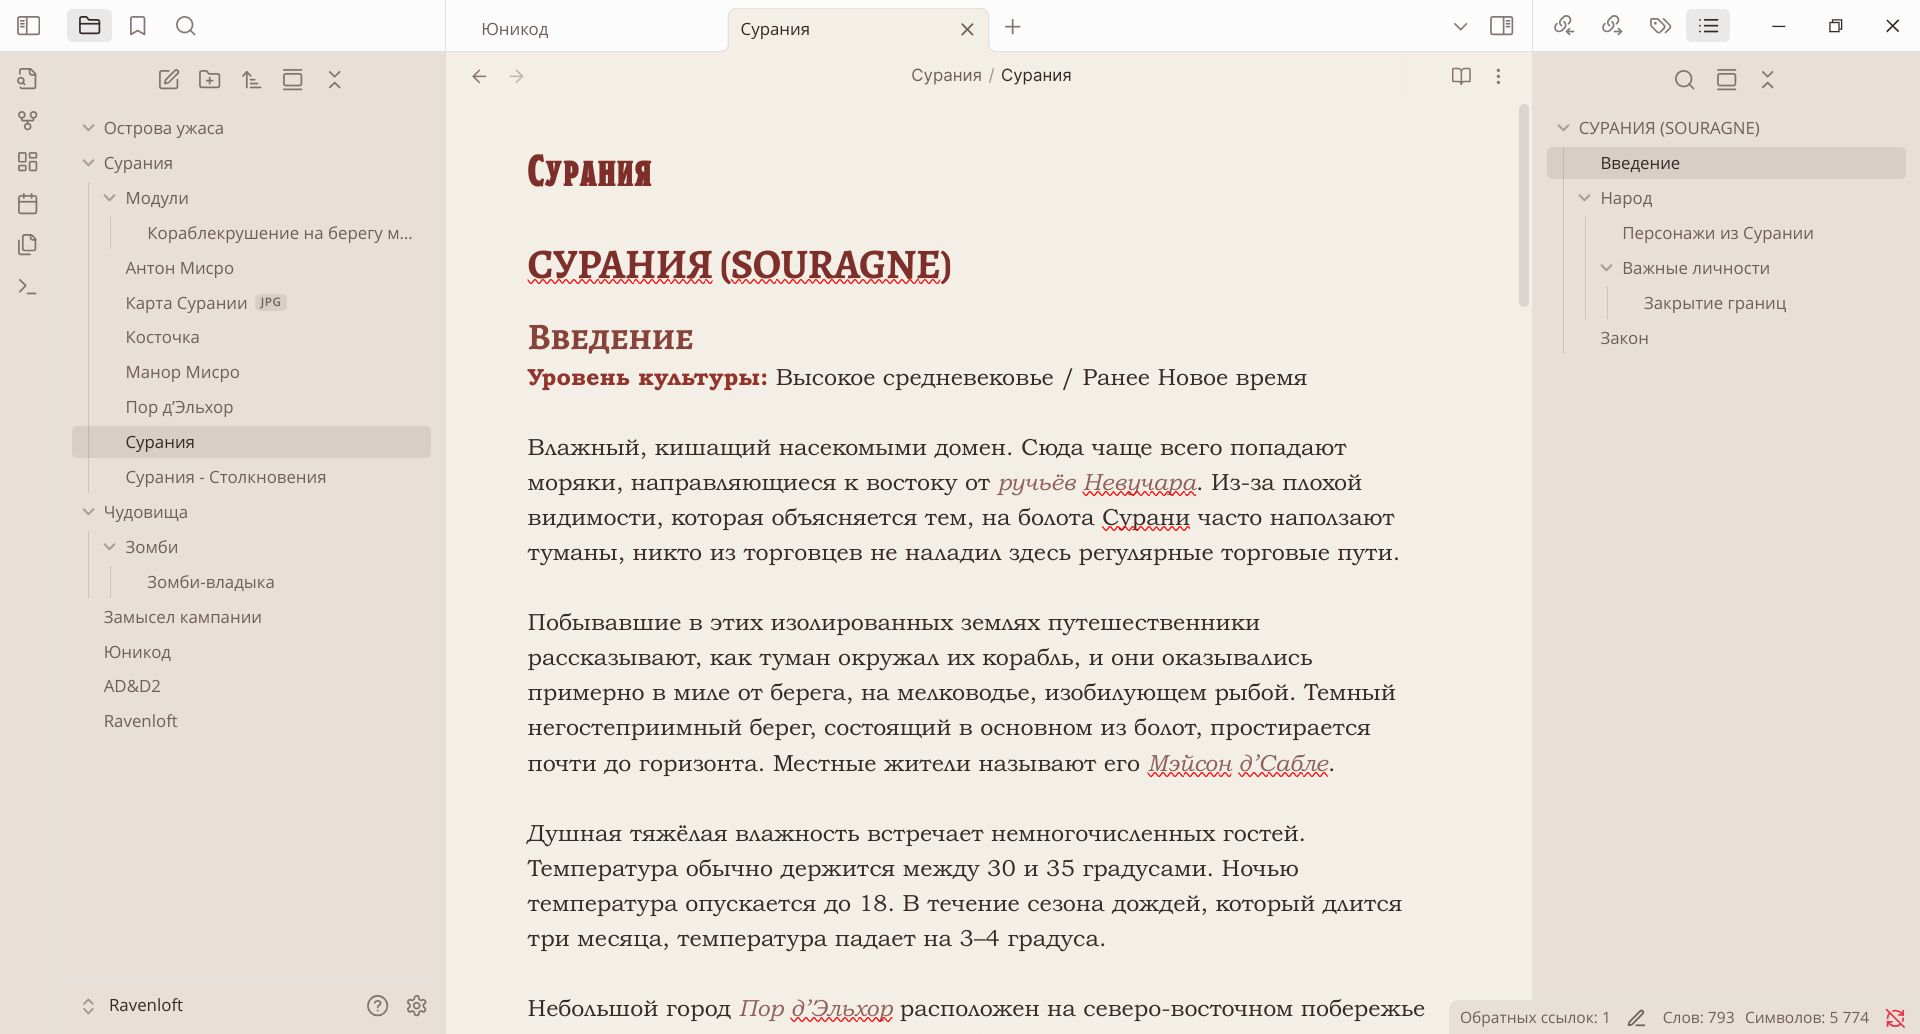 Юникод
Сурания
Сурания / Сурания
Острова ужаса
Сурания
Модули
Кораблекрушение на берегу м...
Антон Мисро
Карта Сурании JPG
Косточка
Манор Мисро
Пор д’Эльхор
Сурания
Сурания - Столкновения
Чудовища
Зомби
Зомби-владыка
Замысел кампании
Юникод
AD&D2
Ravenloft
Ravenloft
Сурания
СУРАНИЯ (SOURAGNE)
Введение
Уровень культуры: Высокое средневековье / Ранее Новое время
Влажный, кишащий насекомыми домен. Сюда чаще всего попадают
моряки, направляющиеся к востоку от ручьёв Невучара. Из-за плохой
видимости, которая объясняется тем, на болота Сурани часто наползают
туманы, никто из торговцев не наладил здесь регулярные торговые пути.
Побывавшие в этих изолированных землях путешественники
рассказывают, как туман окружал их корабль, и они оказывались
примерно в миле от берега, на мелководье, изобилующем рыбой. Темный
негостеприимный берег, состоящий в основном из болот, простирается
почти до горизонта. Местные жители называют его Мэйсон д’Сабле.
Душная тяжёлая влажность встречает немногочисленных гостей.
Температура обычно держится между 30 и 35 градусами. Ночью
температура опускается до 18. В течение сезона дождей, который длится
три месяца, температура падает на 3–4 градуса.
Небольшой город Пор д’Эльхор расположен на северо-восточном побережье
СУРАНИЯ (SOURAGNE)
Введение
Народ
Персонажи из Сурании
Важные личности
Закрытие границ
Закон
Обратных ссылок: 1 Слов: 793 Символов: 5 774